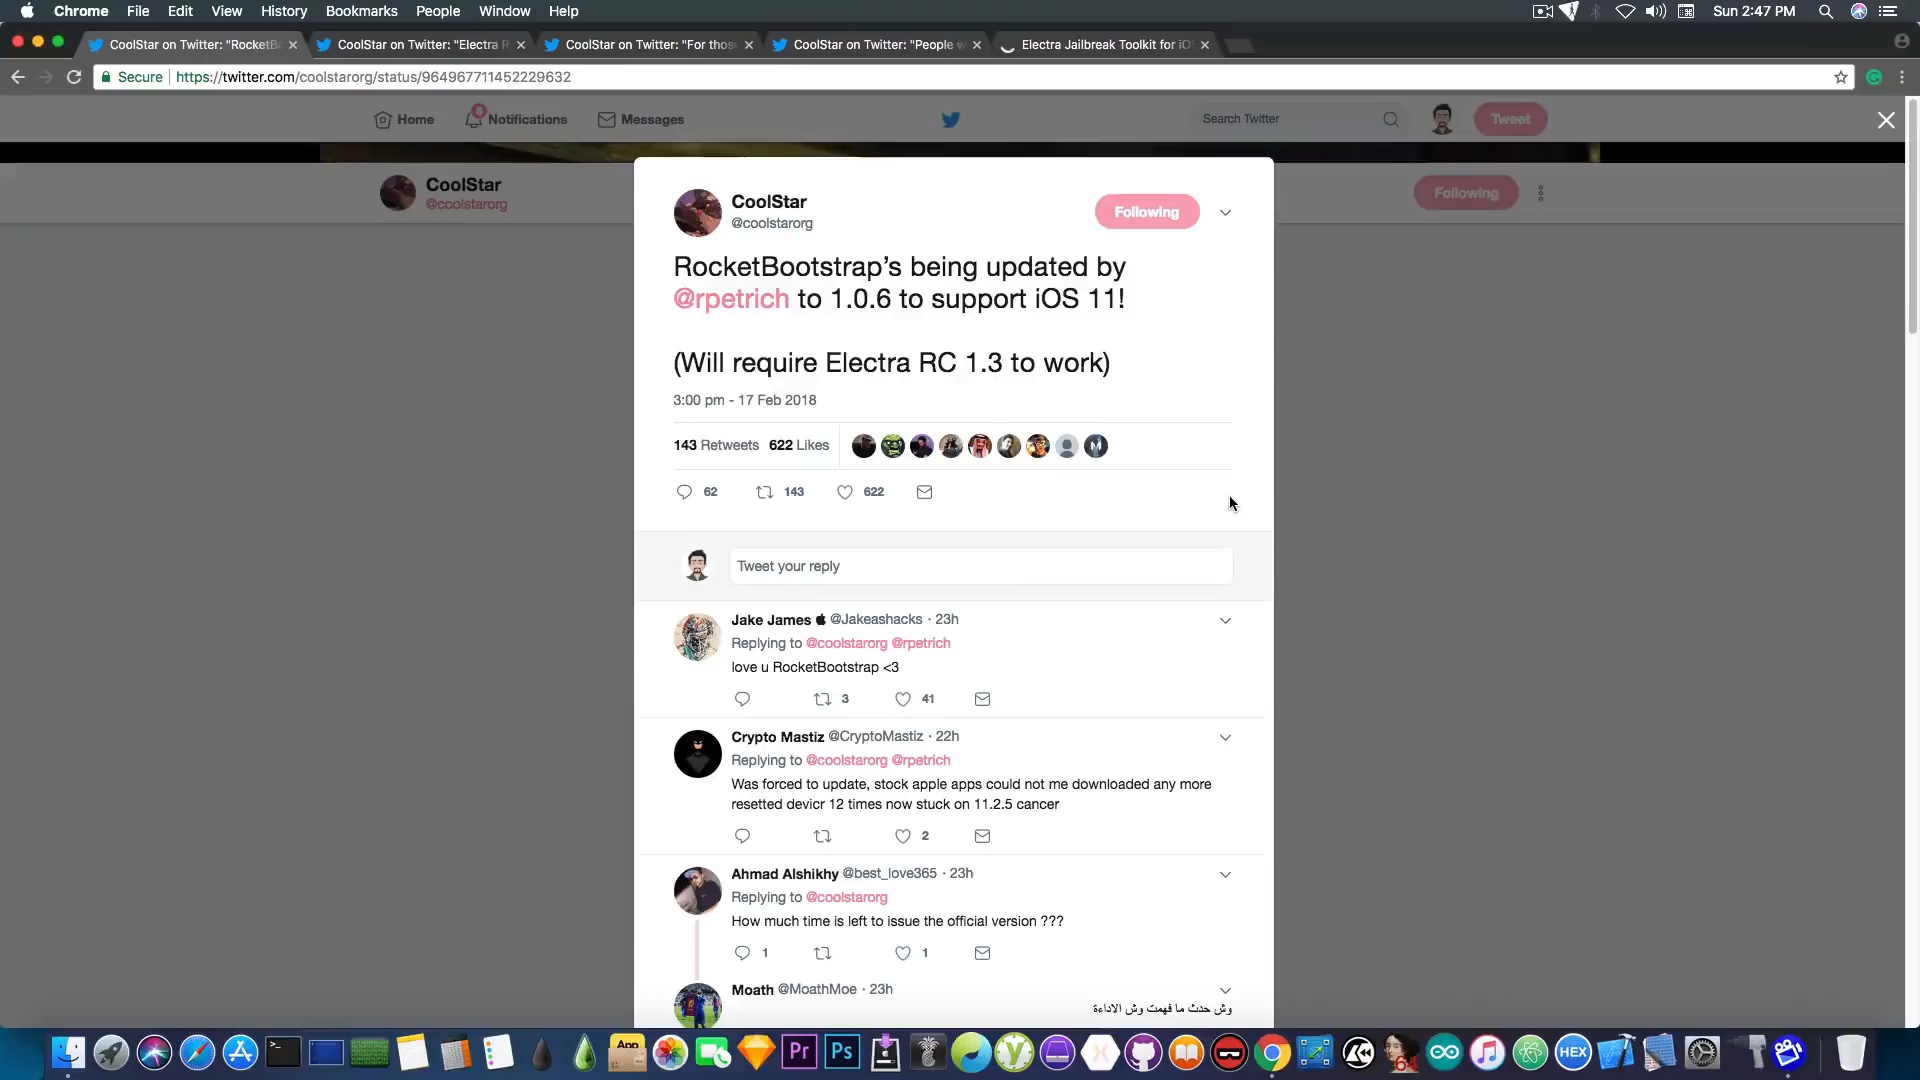 Chrome File Edit View History Bookmarks People Window Help
Sun 2:47 PM
CoolStar on Twitter: "RocketB
CoolStar on Twitter: "Electra R
CoolStar on Twitter: "For thos
CoolStar on Twitter: "People w
Electra Jailbreak Toolkit for iO
Secure https://twitter.com/coolstarorg/status/964967711452229632
Home Notifications Messages
Search Twitter
Tweet
CoolStar
@coolstarorg
Following
CoolStar
@coolstarorg
Following
RocketBootstrap’s being updated by
@rpetrich to 1.0.6 to support iOS 11!
(Will require Electra RC 1.3 to work)
3:00 pm - 17 Feb 2018
143 Retweets 622 Likes
62 143 622
Tweet your reply
Jake James @Jakeashacks · 23h
Replying to @coolstarorg @rpetrich
love u RocketBootstrap <3
3 41
Crypto Mastiz @CryptoMastiz · 22h
Replying to @coolstarorg @rpetrich
Was forced to update, stock apple apps could not me downloaded any more
resetted devicr 12 times now stuck on 11.2.5 cancer
2
Ahmad Alshikhy @best_love365 · 23h
Replying to @coolstarorg
How much time is left to issue the official version ???
1 1
Moath @MoathMoe · 23h
وش حدث ما فهمت وش الاداءة
App
Pr
Ps
HEX